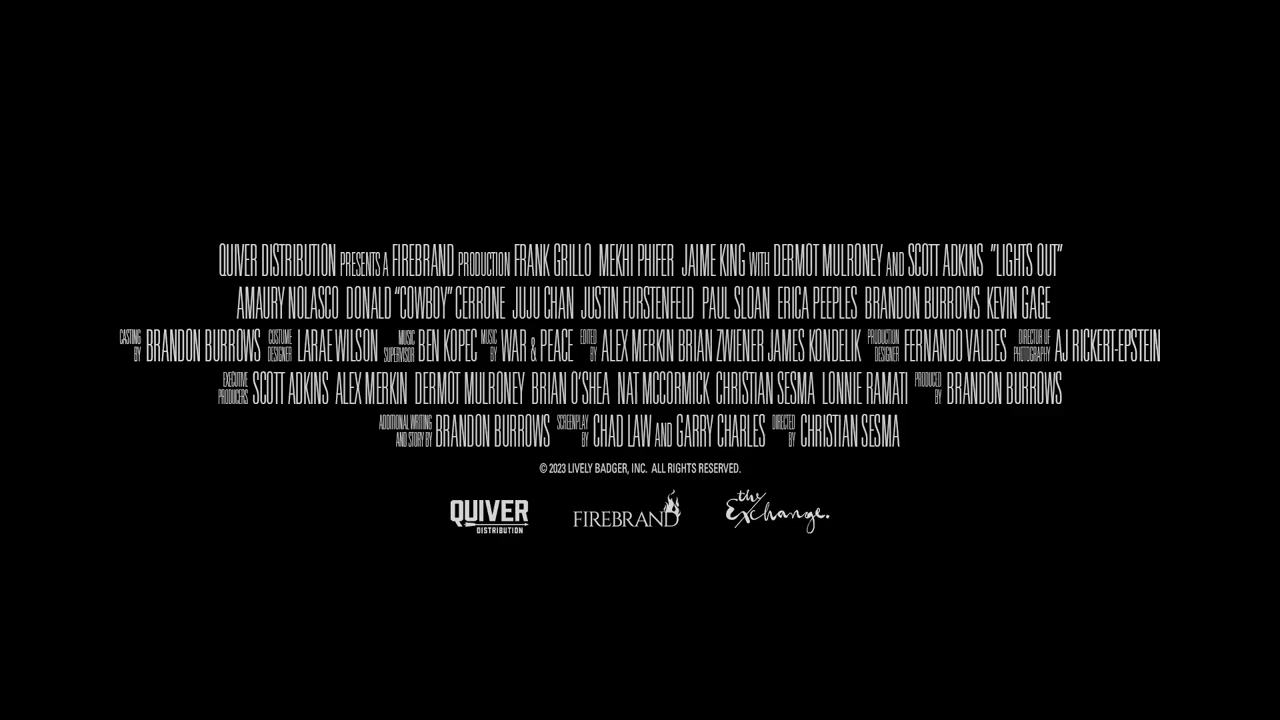 QUIVER DISTRIBUTION PRESENTS A FIREBRAND PRODUCTION FRANK GRILLO MEKHI PHIFER JAIME KING WITH DERMOT MULRONEY AND SCOTT ADKINS "LIGHTS OUT"
AMAURY NOLASCO DONALD “COWBOY” CERRONE JUJU CHAN JUSTIN FURSTENFELD PAUL SLOAN ERICA PEEPLES BRANDON BURROWS KEVIN GAGE
CASTING BY BRANDON BURROWS COSTUME DESIGNER LARAE WILSON MUSIC SUPERVISOR BEN KOPEC MUSIC BY WAR & PEACE EDITED BY ALEX MERKIN BRIAN ZWIENER JAMES KONDELIK PRODUCTION DESIGNER FERNANDO VALDES DIRECTOR OF PHOTOGRAPHY AJ RICKERT-EPSTEIN
EXECUTIVE PRODUCERS SCOTT ADKINS ALEX MERKIN DERMOT MULRONEY BRIAN O'SHEA NAT MCCORMICK CHRISTIAN SESMA LONNIE RAMATI PRODUCED BY BRANDON BURROWS
ADDITIONAL WRITING AND STORY BY BRANDON BURROWS SCREENPLAY BY CHAD LAW AND GARRY CHARLES DIRECTED BY CHRISTIAN SESMA
© 2023 LIVELY BADGER, INC. ALL RIGHTS RESERVED.
QUIVER DISTRIBUTION FIREBRAND the Exchange.